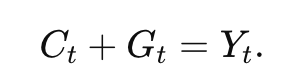 C_t + G_t = Y_t.